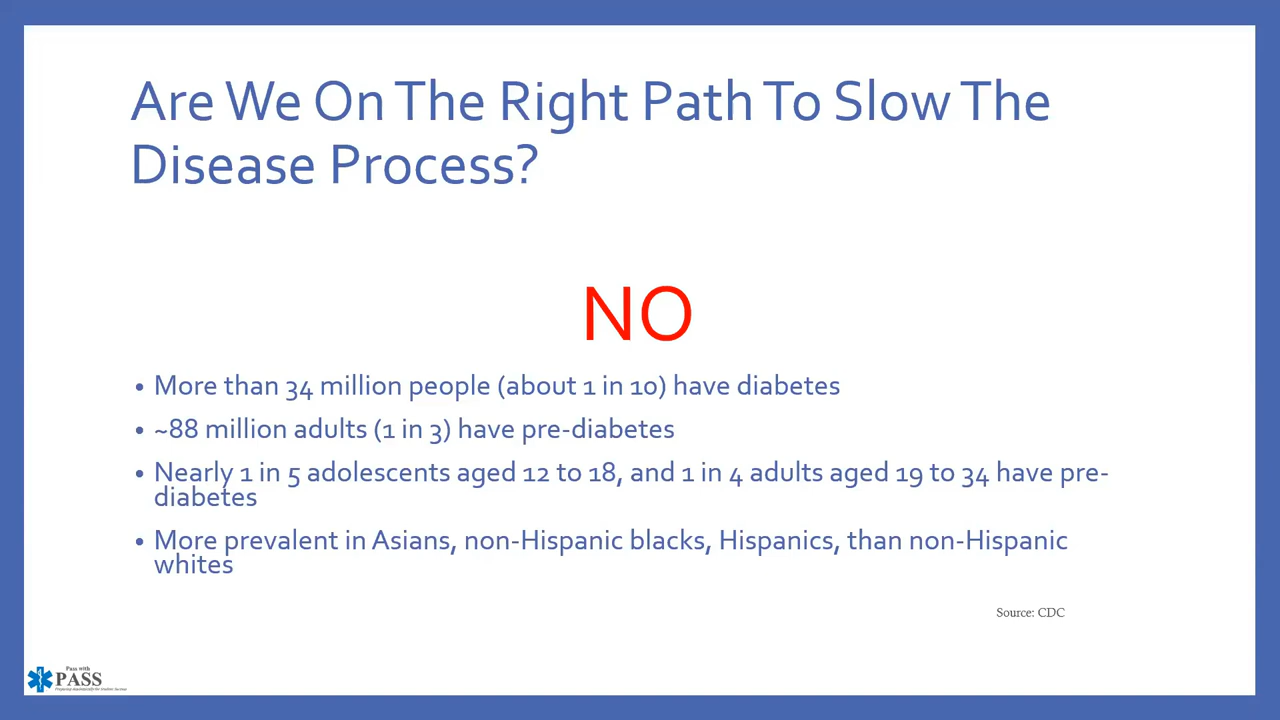 Are We On The Right Path To Slow The
Disease Process?
NO
• More than 34 million people (about 1 in 10) have diabetes
• ~88 million adults (1 in 3) have pre-diabetes
• Nearly 1 in 5 adolescents aged 12 to 18, and 1 in 4 adults aged 19 to 34 have pre-
diabetes
• More prevalent in Asians, non-Hispanic blacks, Hispanics, than non-Hispanic
whites
Source: CDC
Pass with
PASS